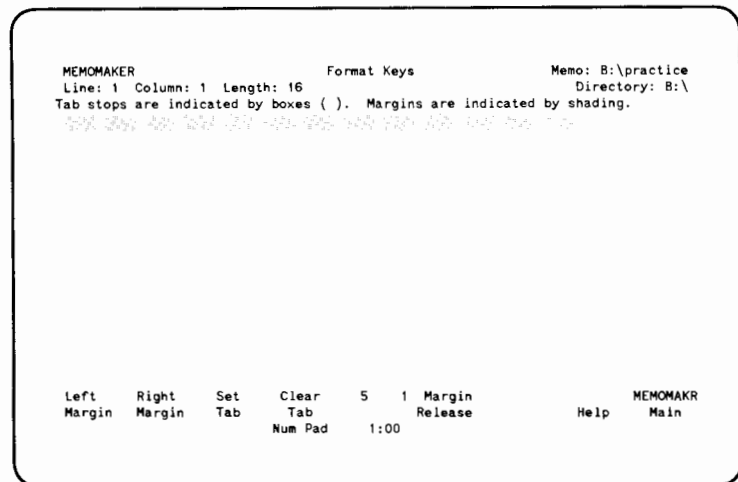 MEMOMAKER Format Keys Memo: B:\practice
Line: 1 Column: 1 Length: 16 Directory: B:\
Tab stops are indicated by boxes ( ). Margins are indicated by shading.
Left Right Set Clear 5 1 Margin MEMOMAKR
Margin Margin Tab Tab Release Help Main
Num Pad 1:00